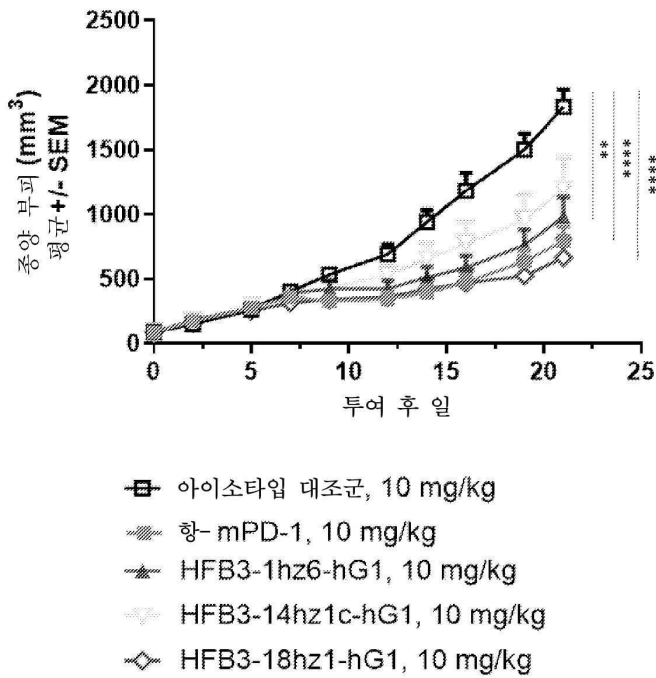 종양 부피 (mm³)
평균+/- SEM
2500
2000
1500
1000
500
0
0 5 10 15 20 25
투여 후 일
**
****
****
아이소타입 대조군, 10 mg/kg
항- mPD-1, 10 mg/kg
HFB3-1hz6-hG1, 10 mg/kg
HFB3-14hz1c-hG1, 10 mg/kg
HFB3-18hz1-hG1, 10 mg/kg